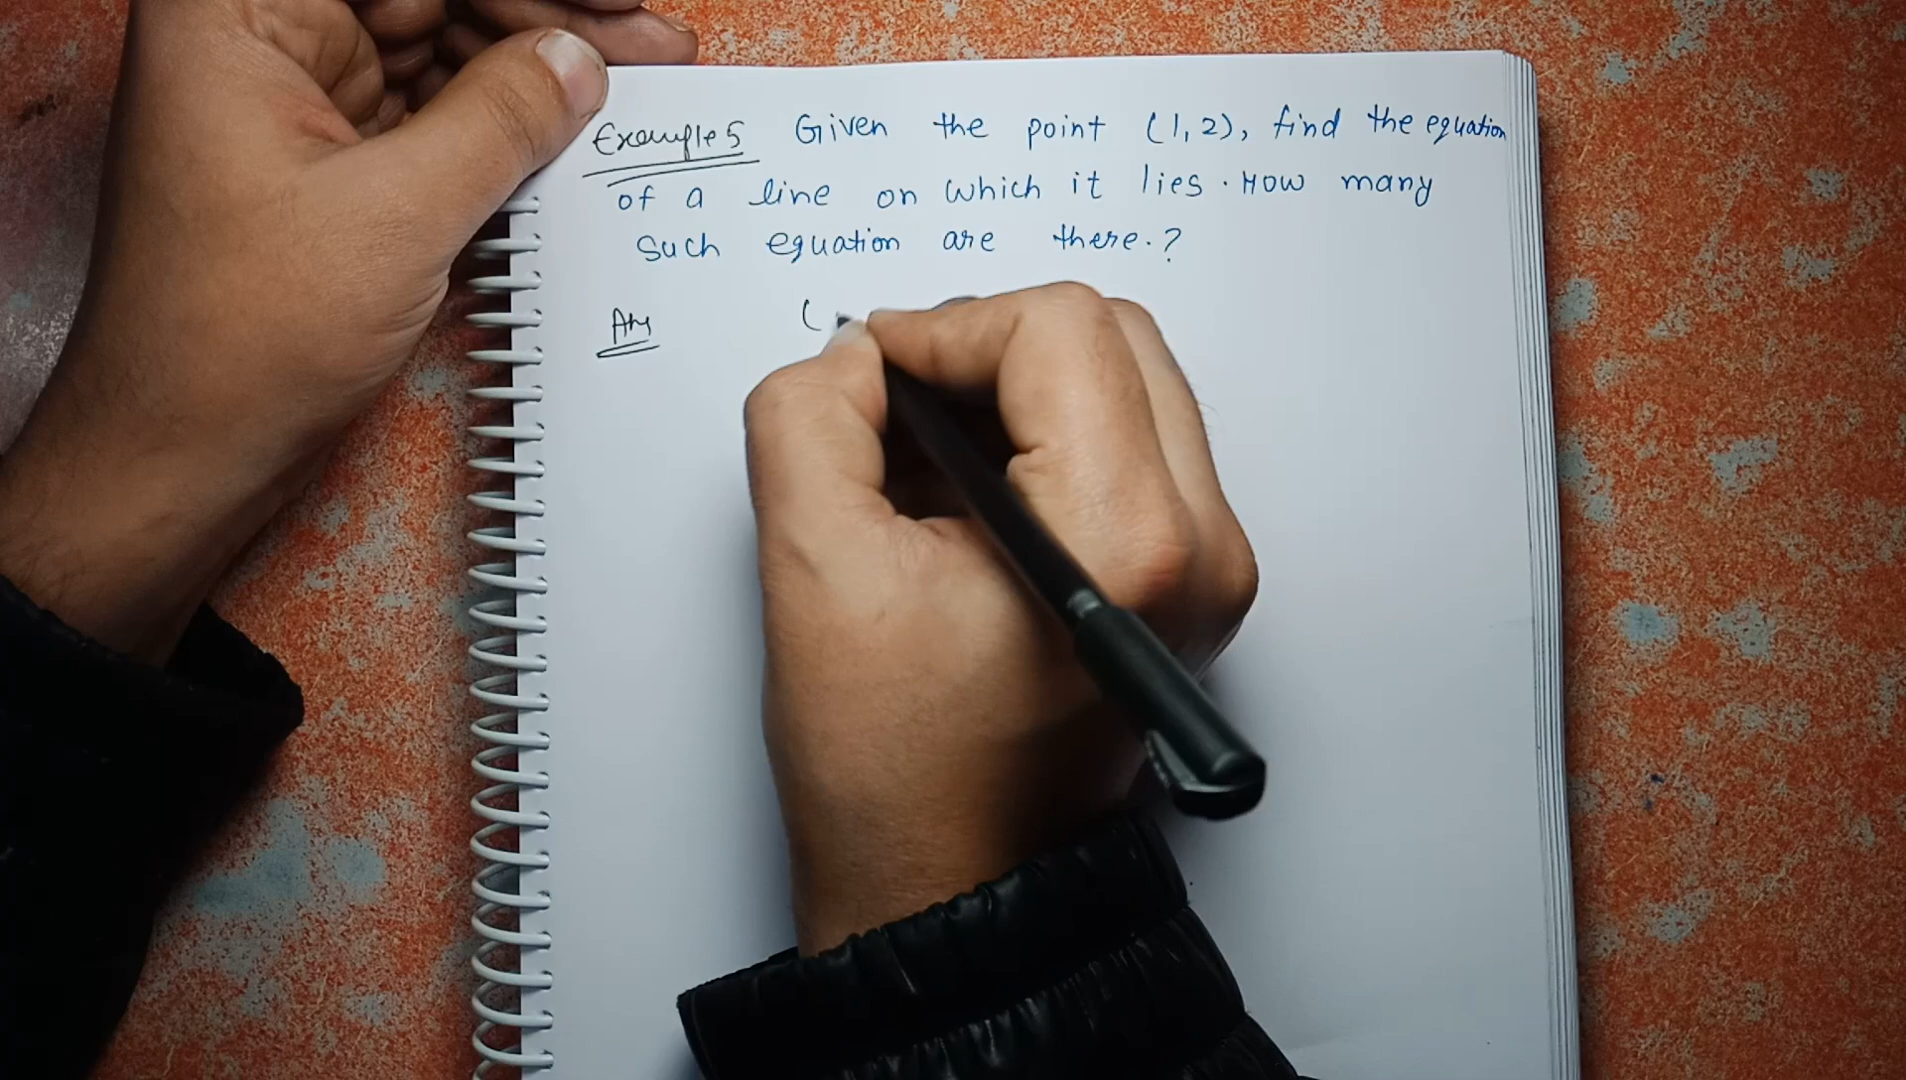 Example 5 Given the point (1,2), find the equation
of a line on which it lies. How many
such equation are there.?
Ans (